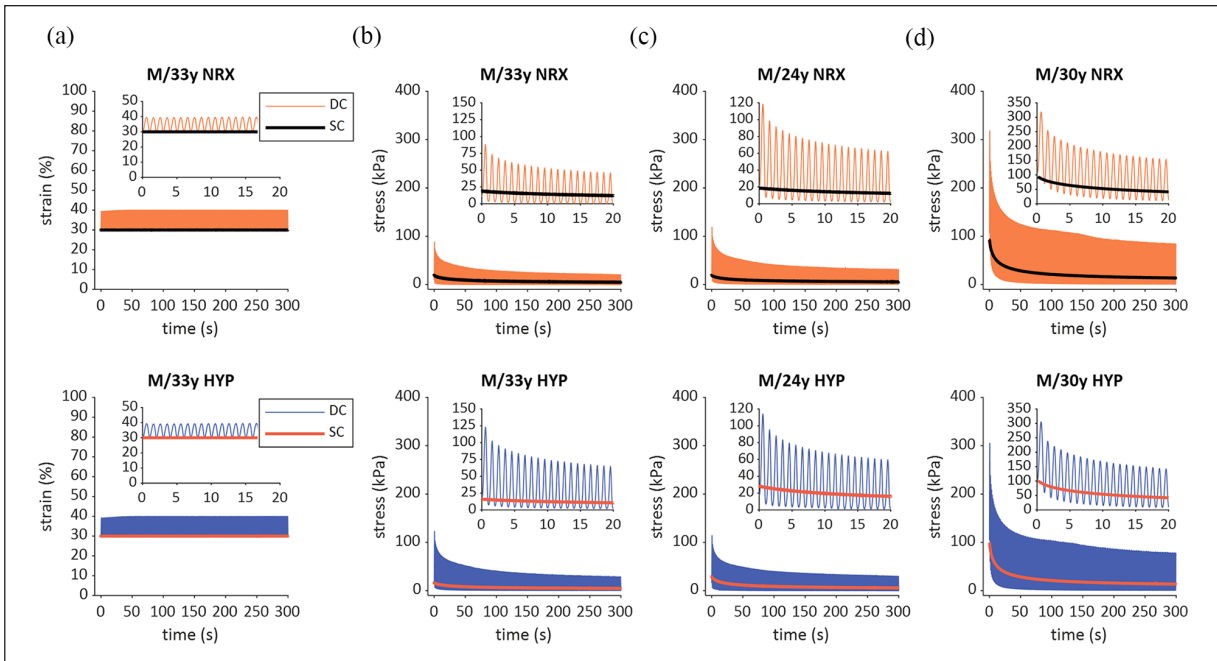 (a) (b) (c) (d)
M/33y NRX
strain (%)
100
90
80
70
60
50
40
30
20
10
0
50
40
30
20
10
0
0 5 10 15 20
DC
SC
0 50 100 150 200 250 300
time (s)
M/33y NRX
stress (kPa)
400
300
200
100
0
150
125
100
75
50
25
0
0 5 10 15 20
0 50 100 150 200 250 300
time (s)
M/24y NRX
stress (kPa)
400
300
200
100
0
120
100
80
60
40
20
0
0 5 10 15 20
0 50 100 150 200 250 300
time (s)
M/30y NRX
stress (kPa)
400
300
200
100
0
350
300
250
200
150
100
50
0
0 5 10 15 20
0 50 100 150 200 250 300
time (s)
M/33y HYP
strain (%)
100
90
80
70
60
50
40
30
20
10
0
50
40
30
20
10
0
0 5 10 15 20
DC
SC
0 50 100 150 200 250 300
time (s)
M/33y HYP
stress (kPa)
400
300
200
100
0
150
125
100
75
50
25
0
0 5 10 15 20
0 50 100 150 200 250 300
time (s)
M/24y HYP
stress (kPa)
400
300
200
100
0
120
100
80
60
40
20
0
0 5 10 15 20
0 50 100 150 200 250 300
time (s)
M/30y HYP
stress (kPa)
400
300
200
100
0
350
300
250
200
150
100
50
0
0 5 10 15 20
0 50 100 150 200 250 300
time (s)